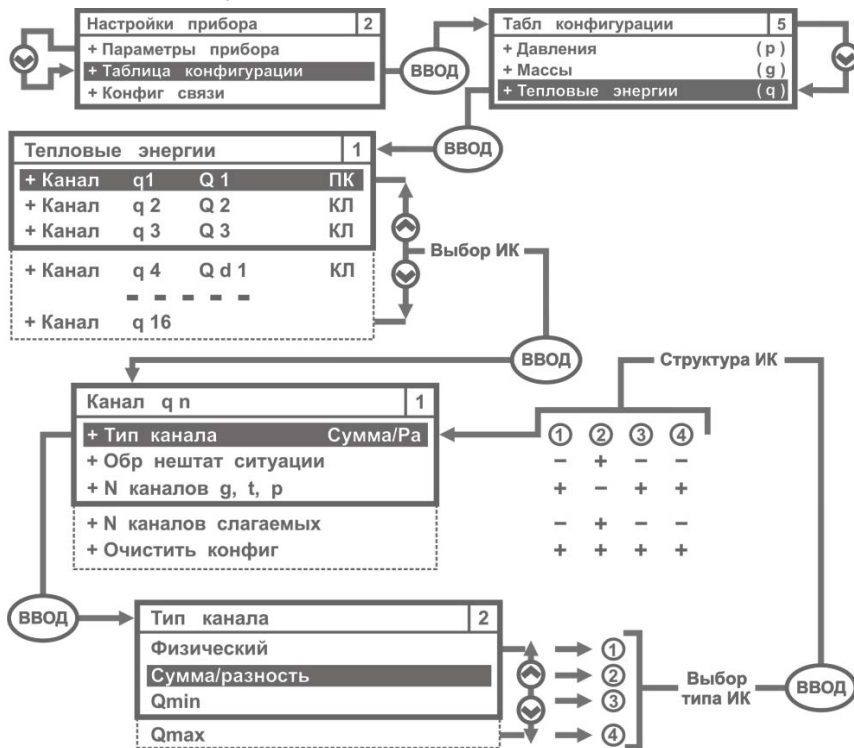 Настройки прибора 2
+ Параметры прибора
+ Таблица конфигурации
+ Конфиг связи
ВВОД
Табл конфигурации 5
+ Давления (p)
+ Массы (g)
+ Тепловые энергии (q)
ВВОД
Тепловые энергии 1
+ Канал q1 Q 1 ПК
+ Канал q 2 Q 2 КЛ
+ Канал q 3 Q 3 КЛ
+ Канал q 4 Q d 1 КЛ
- - - - -
+ Канал q 16
Выбор ИК
ВВОД
Структура ИК
Канал q n 1
+ Тип канала Сумма/Ра
+ Обр нештат ситуации
+ N каналов g, t, p
+ N каналов слагаемых
+ Очистить конфиг
① ② ③ ④
− + − −
+ − + +
− + − −
+ + + +
ВВОД
Тип канала 2
Физический
Сумма/разность
Qmin
Qmax
①
②
③
④
Выбор
типа ИК
ВВОД